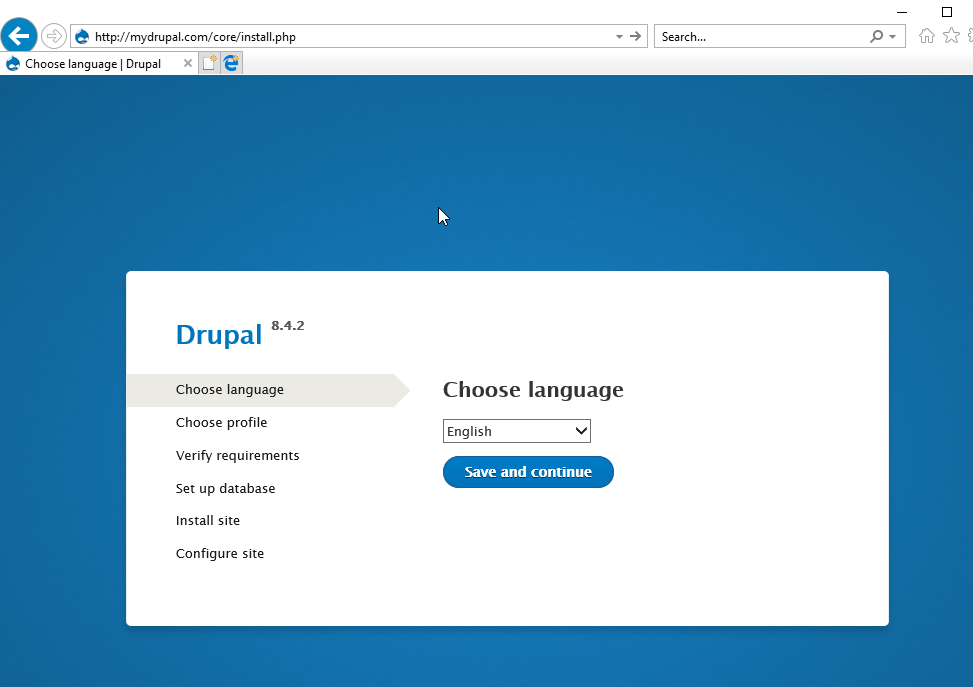 http://mydrupal.com/core/install.php
Search...
Choose language | Drupal
Drupal 8.4.2
Choose language
Choose profile
Verify requirements
Set up database
Install site
Configure site
Choose language
English
Save and continue